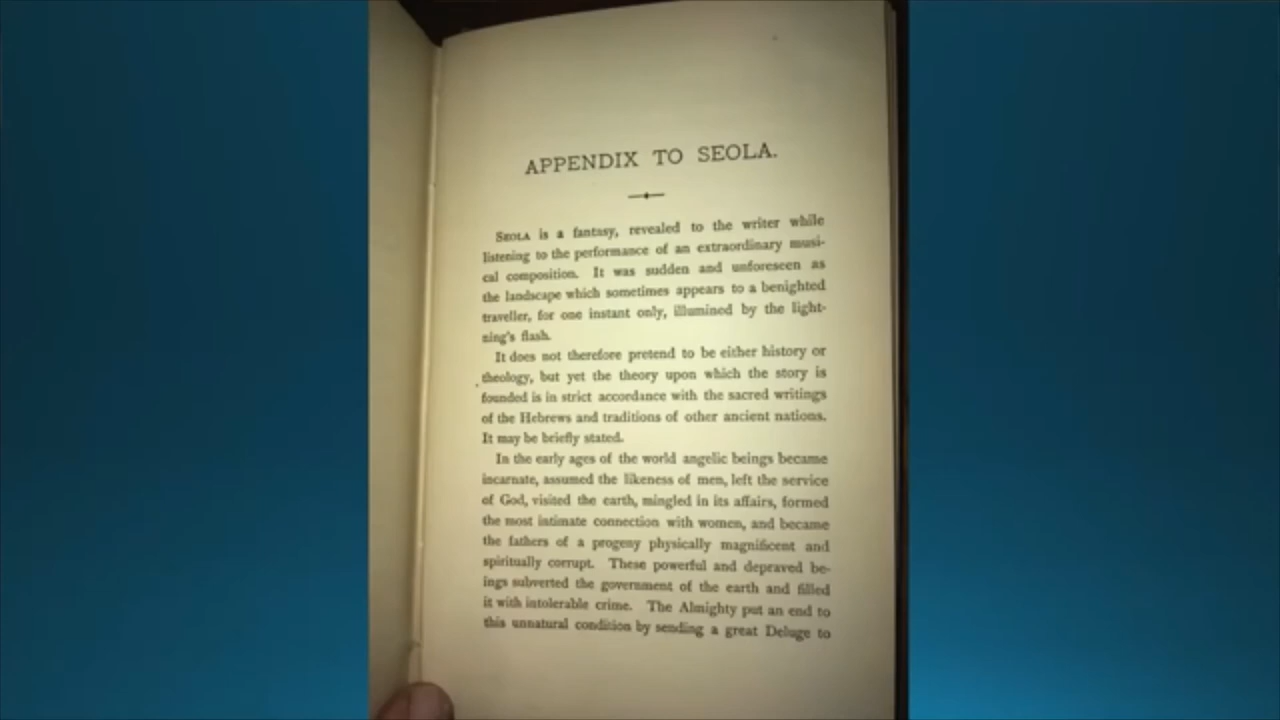 APPENDIX TO SEOLA.
SEOLA is a fantasy, revealed to the writer while
listening to the performance of an extraordinary musi-
cal composition. It was sudden and unforeseen as
the landscape which sometimes appears to a benighted
traveller, for one instant only, illumined by the light-
ning's flash.
It does not therefore pretend to be either history or
theology, but yet the theory upon which the story is
founded is in strict accordance with the sacred writings
of the Hebrews and traditions of other ancient nations.
It may be briefly stated.
In the early ages of the world angelic beings became
incarnate, assumed the likeness of men, left the service
of God, visited the earth, mingled in its affairs, formed
the most intimate connection with women, and became
the fathers of a progeny physically magnificent and
spiritually corrupt. These powerful and depraved be-
ings subverted the government of the earth and filled
it with intolerable crime. The Almighty put an end to
this unnatural condition by sending a great Deluge to